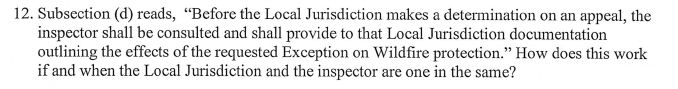 12. Subsection (d) reads, “Before the Local Jurisdiction makes a determination on an appeal, the
inspector shall be consulted and shall provide to that Local Jurisdiction documentation
outlining the effects of the requested Exception on Wildfire protection.” How does this work
if and when the Local Jurisdiction and the inspector are one in the same?